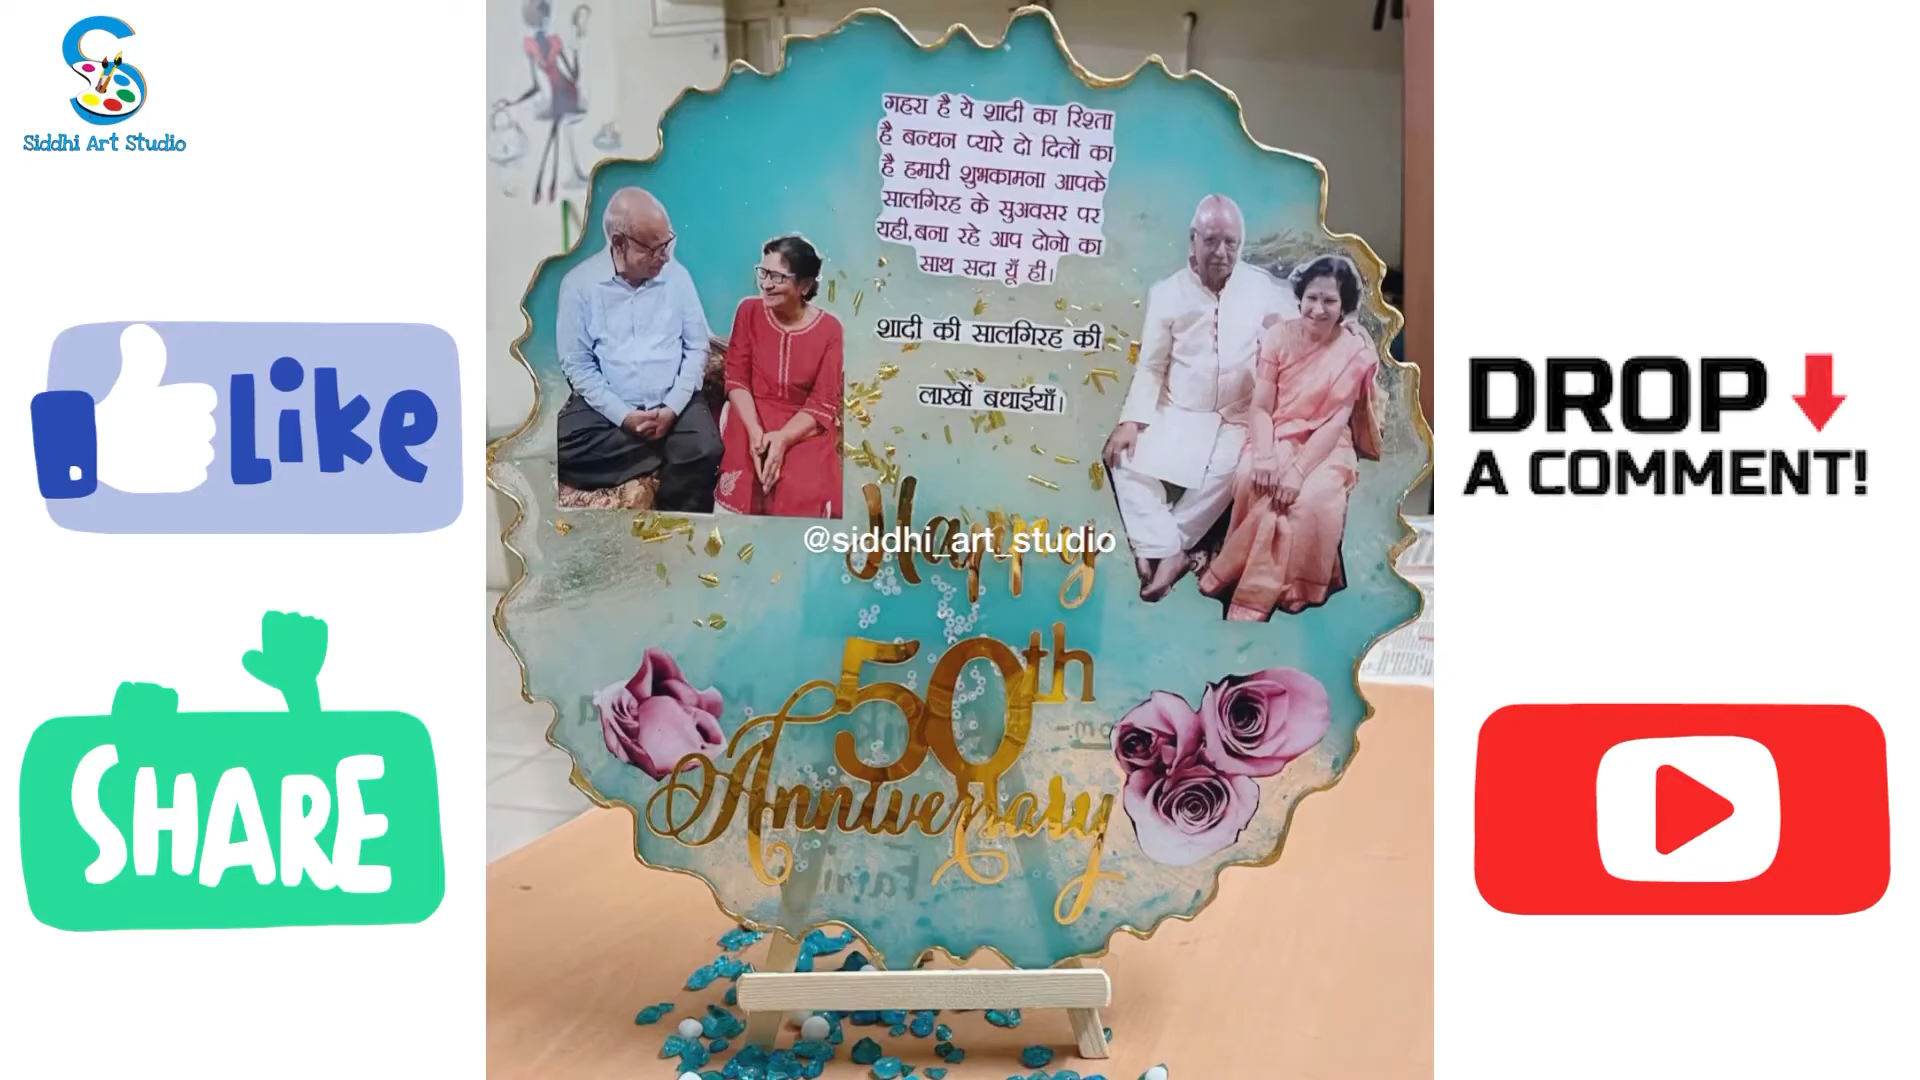 Siddhi Art Studio
गहरा है ये शादी का रिश्ता
है बन्धन प्यारे दो दिलों का
है हमारी शुभकामना आपके
सालगिरह के सुअवसर पर
यही,बना रहे आप दोनो का
साथ सदा यूँ ही।
शादी की सालगिरह की
लाखों बधाईयाँ।
Happy
@siddhi_art_studio
50th
Anniversary
Like
SHARE
DROP
A COMMENT!